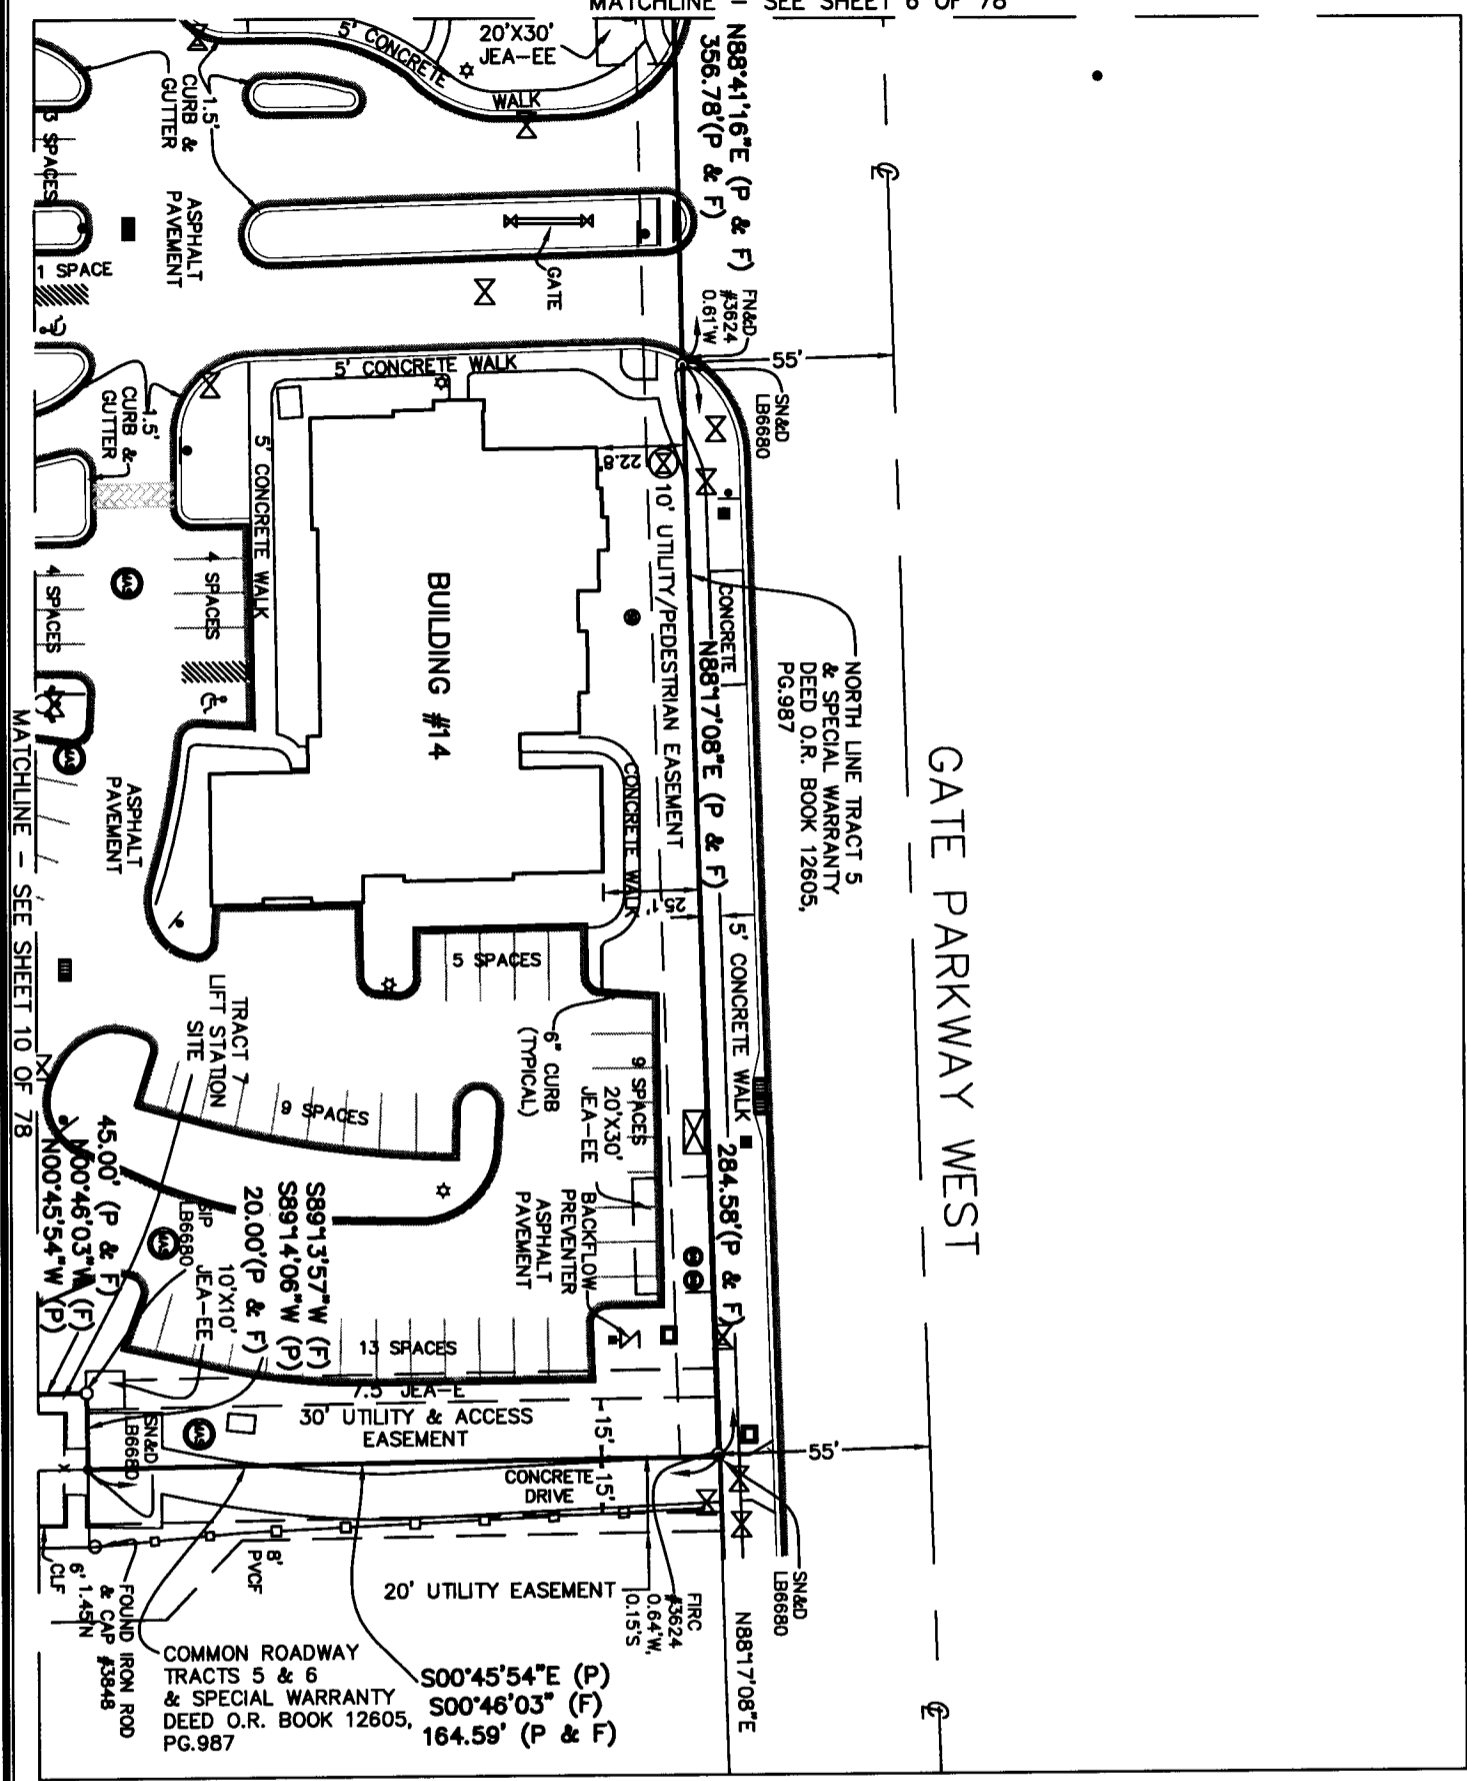 MATCHLINE - SEE SHEET 6 OF 78
20'X30'
JEA-EE
5' CONCRETE
WALK
N88°41'16"E (P & F)
356.78'(P & F)
1.5'
CURB &
GUTTER
3 SPACES
ASPHALT
PAVEMENT
1 SPACE
GATE
FN&D
#3624
0.61'W
55'
SN&D
LB6680
5' CONCRETE WALK
1.5'
CURB &
GUTTER
5' CONCRETE WALK
22.8'
10' UTILITY/PEDESTRIAN EASEMENT
CONCRETE
N88°17'08"E (P & F)
284.58'(P & F)
NORTH LINE TRACT 5
& SPECIAL WARRANTY
DEED O.R. BOOK 12605,
PG.987
GATE PARKWAY WEST
4 SPACES
4 SPACES
MAS
BUILDING #14
MAS
ASPHALT
PAVEMENT
CONCRETE WALK
25.1'
5' CONCRETE WALK
5 SPACES
6" CURB
(TYPICAL)
9 SPACES
20'X30'
JEA-EE
TRACT 7
LIFT STATION
SITE
9 SPACES
BACKFLOW
PREVENTER
ASPHALT
PAVEMENT
MATCHLINE - SEE SHEET 10 OF 78
45.00' (P & F)
N00°46'03"W (F)
N00°45'54"W (P)
S89°13'57"W (F)
S89°14'06"W (P)
20.00'(P & F)
SIP
LB6680
MAS
10'X10'
JEA-EE
13 SPACES
7.5' JEA-E
30' UTILITY & ACCESS
EASEMENT
15'
15'
55'
SN&D
LB6680
MAS
CONCRETE
DRIVE
SN&D
LB6680
8'
PVCF
20' UTILITY EASEMENT
FIRC
#3624
0.64'W,
0.15'S
N88°17'08"E
6'
CLF
1.45'N
FOUND IRON ROD
& CAP #3848
COMMON ROADWAY
TRACTS 5 & 6
& SPECIAL WARRANTY
DEED O.R. BOOK 12605,
PG.987
S00°45'54"E (P)
S00°46'03" (F)
164.59' (P & F)